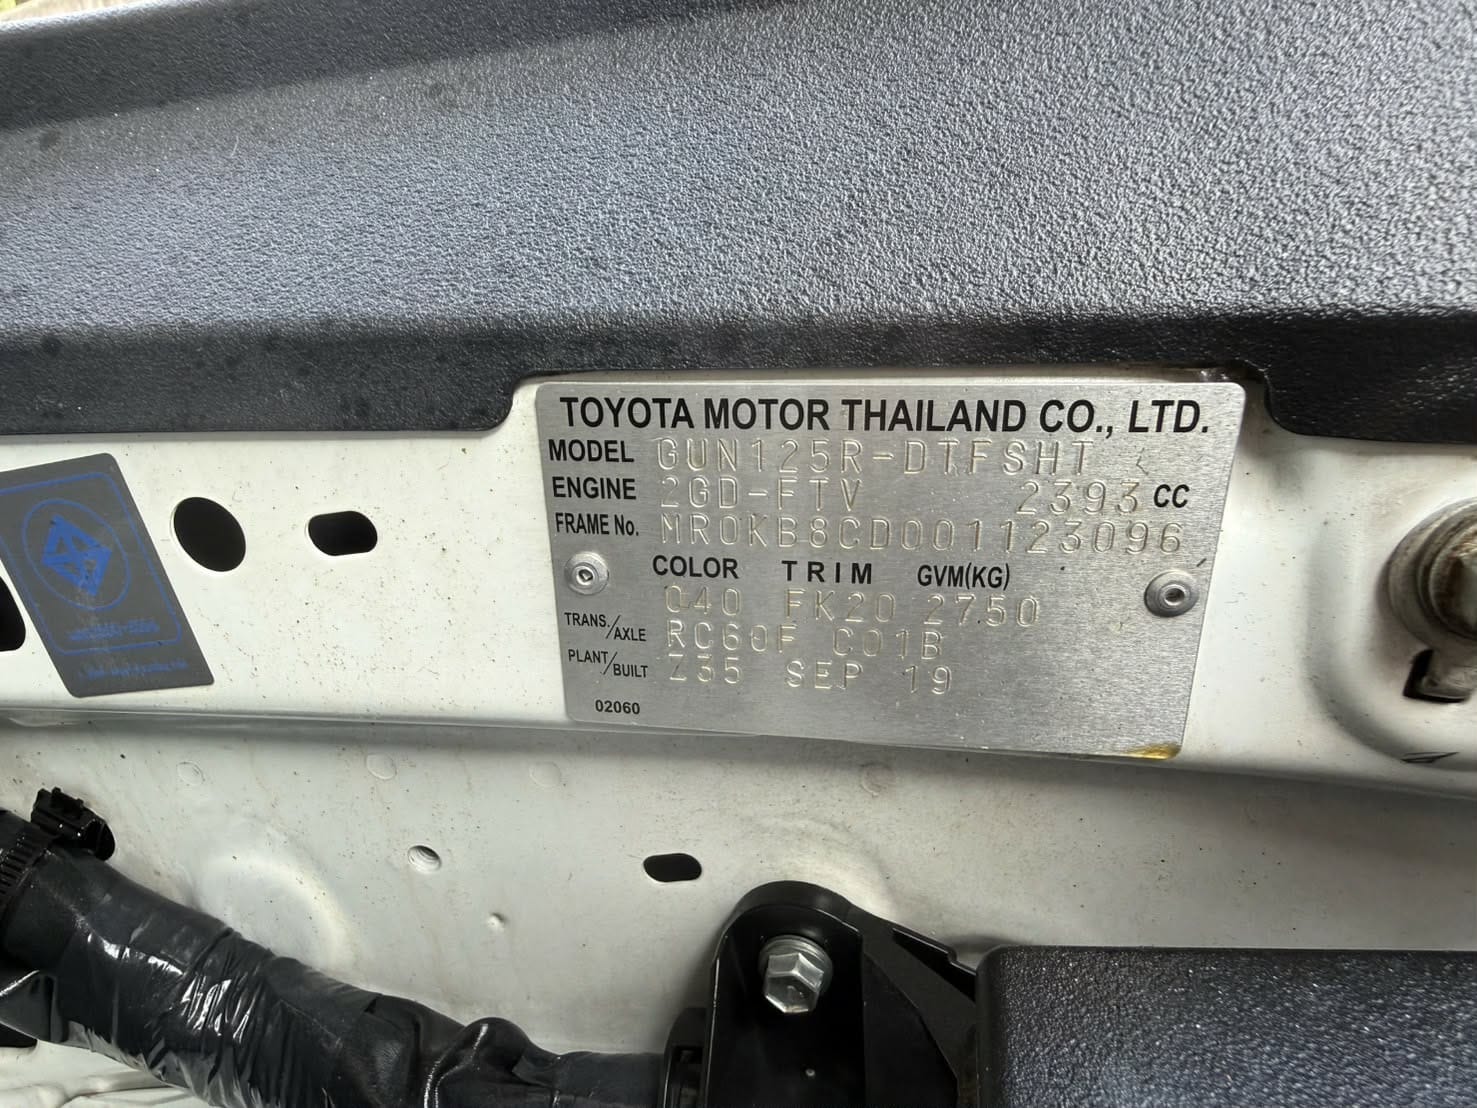 TOYOTA MOTOR THAILAND CO., LTD.
MODEL GUN125R-DTFSHT
ENGINE 2GD-FTV 2393 CC
FRAME No. MR0KB8CD001123096
COLOR TRIM GVM(KG)
040 FK20 2750
TRANS./AXLE RC60F C01B
PLANT/BUILT Z35 SEP 19
02060